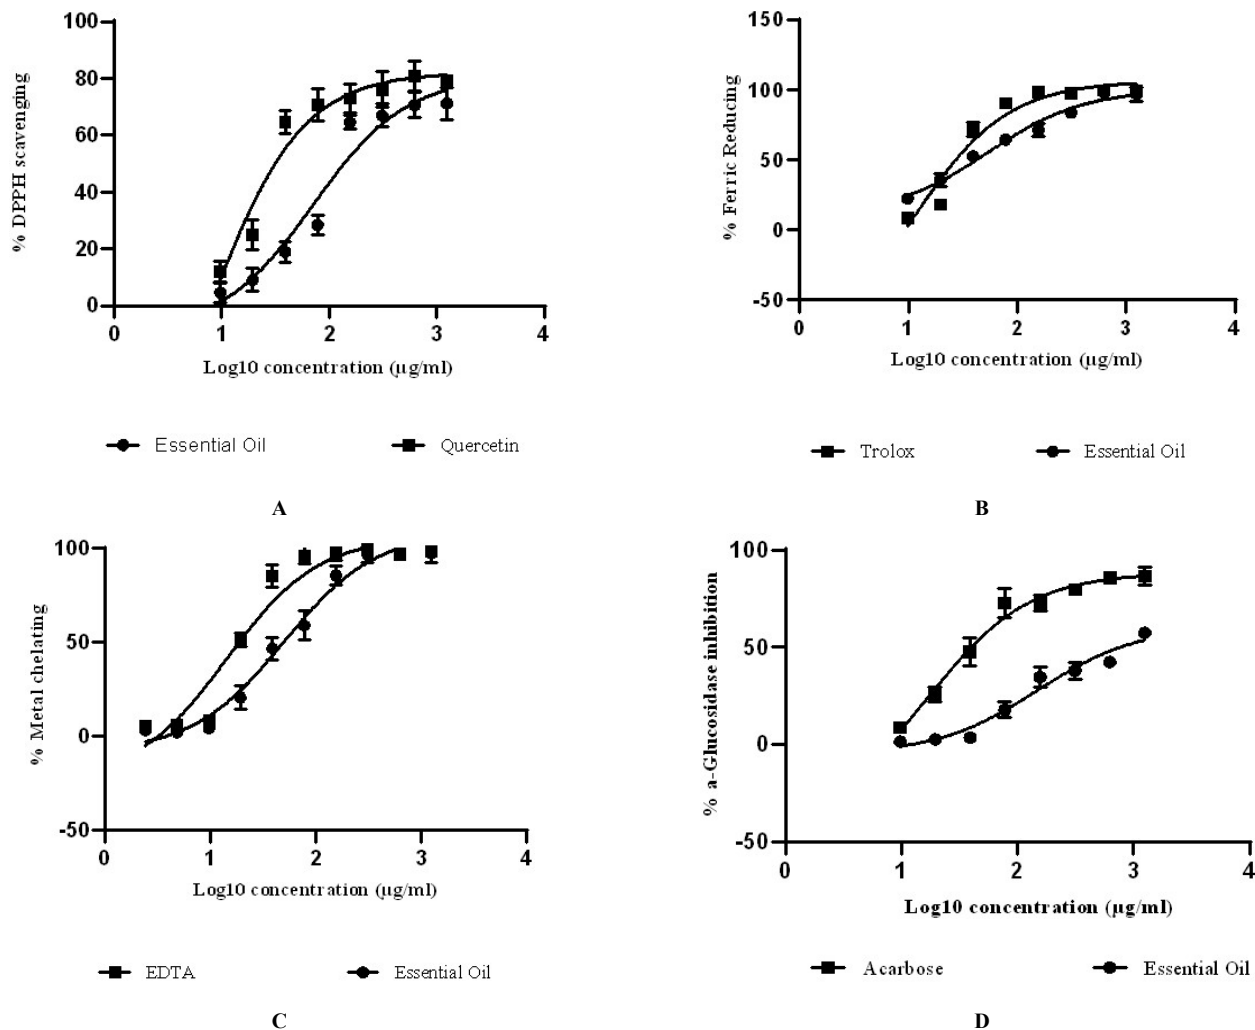 100
80
60
40
20
0
% DPPH scavenging
0 1 2 3 4
Log10 concentration (µg/ml)
Essential Oil Quercetin
A
150
100
50
0
-50
% Ferric Reducing
0 1 2 3 4
Log10 concentration (µg/ml)
Trolox Essential Oil
B
100
50
0
-50
% Metal chelating
0 1 2 3 4
Log10 concentration (µg/ml)
EDTA Essential Oil
C
100
50
0
-50
% a-Glucosidase inhibition
0 1 2 3 4
Log10 concentration (µg/ml)
Acarbose Essential Oil
D